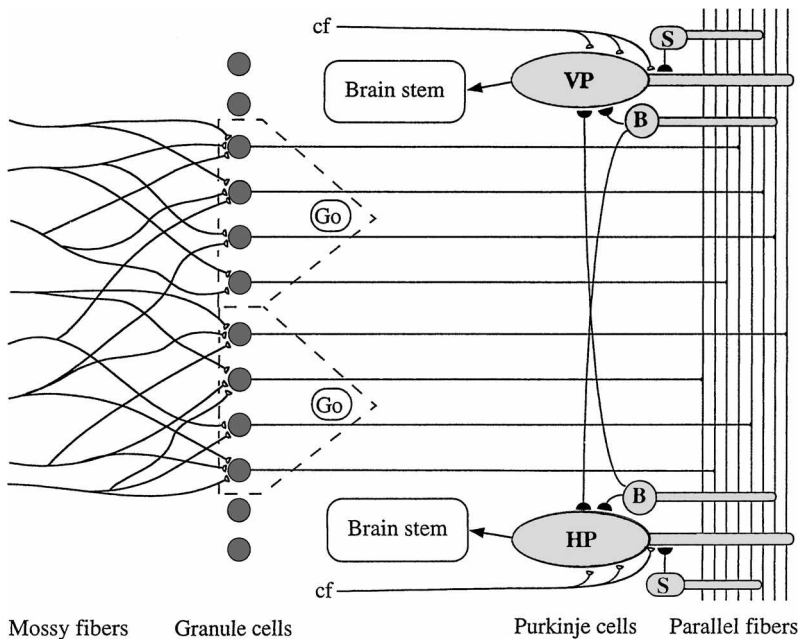 cf
S
VP
Brain stem
B
Go
Go
B
Brain stem
HP
cf
S
Mossy fibers Granule cells Purkinje cells Parallel fibers